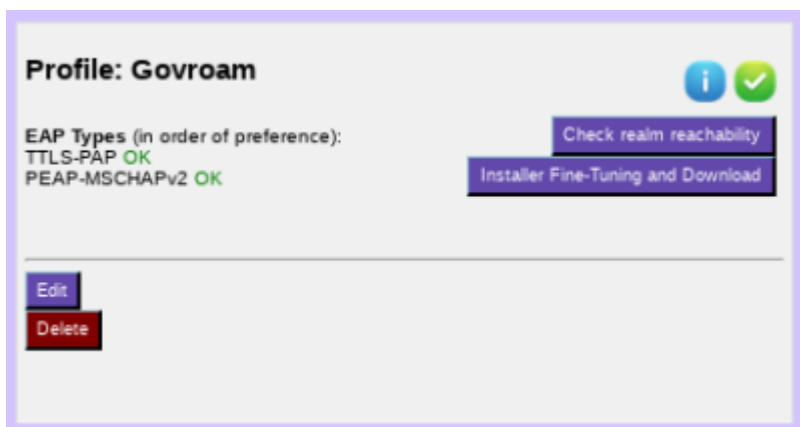 Profile: Govroam
EAP Types (in order of preference):
TTLS-PAP OK
PEAP-MSCHAPv2 OK
Check realm reachability
Installer Fine-Tuning and Download
Edit
Delete